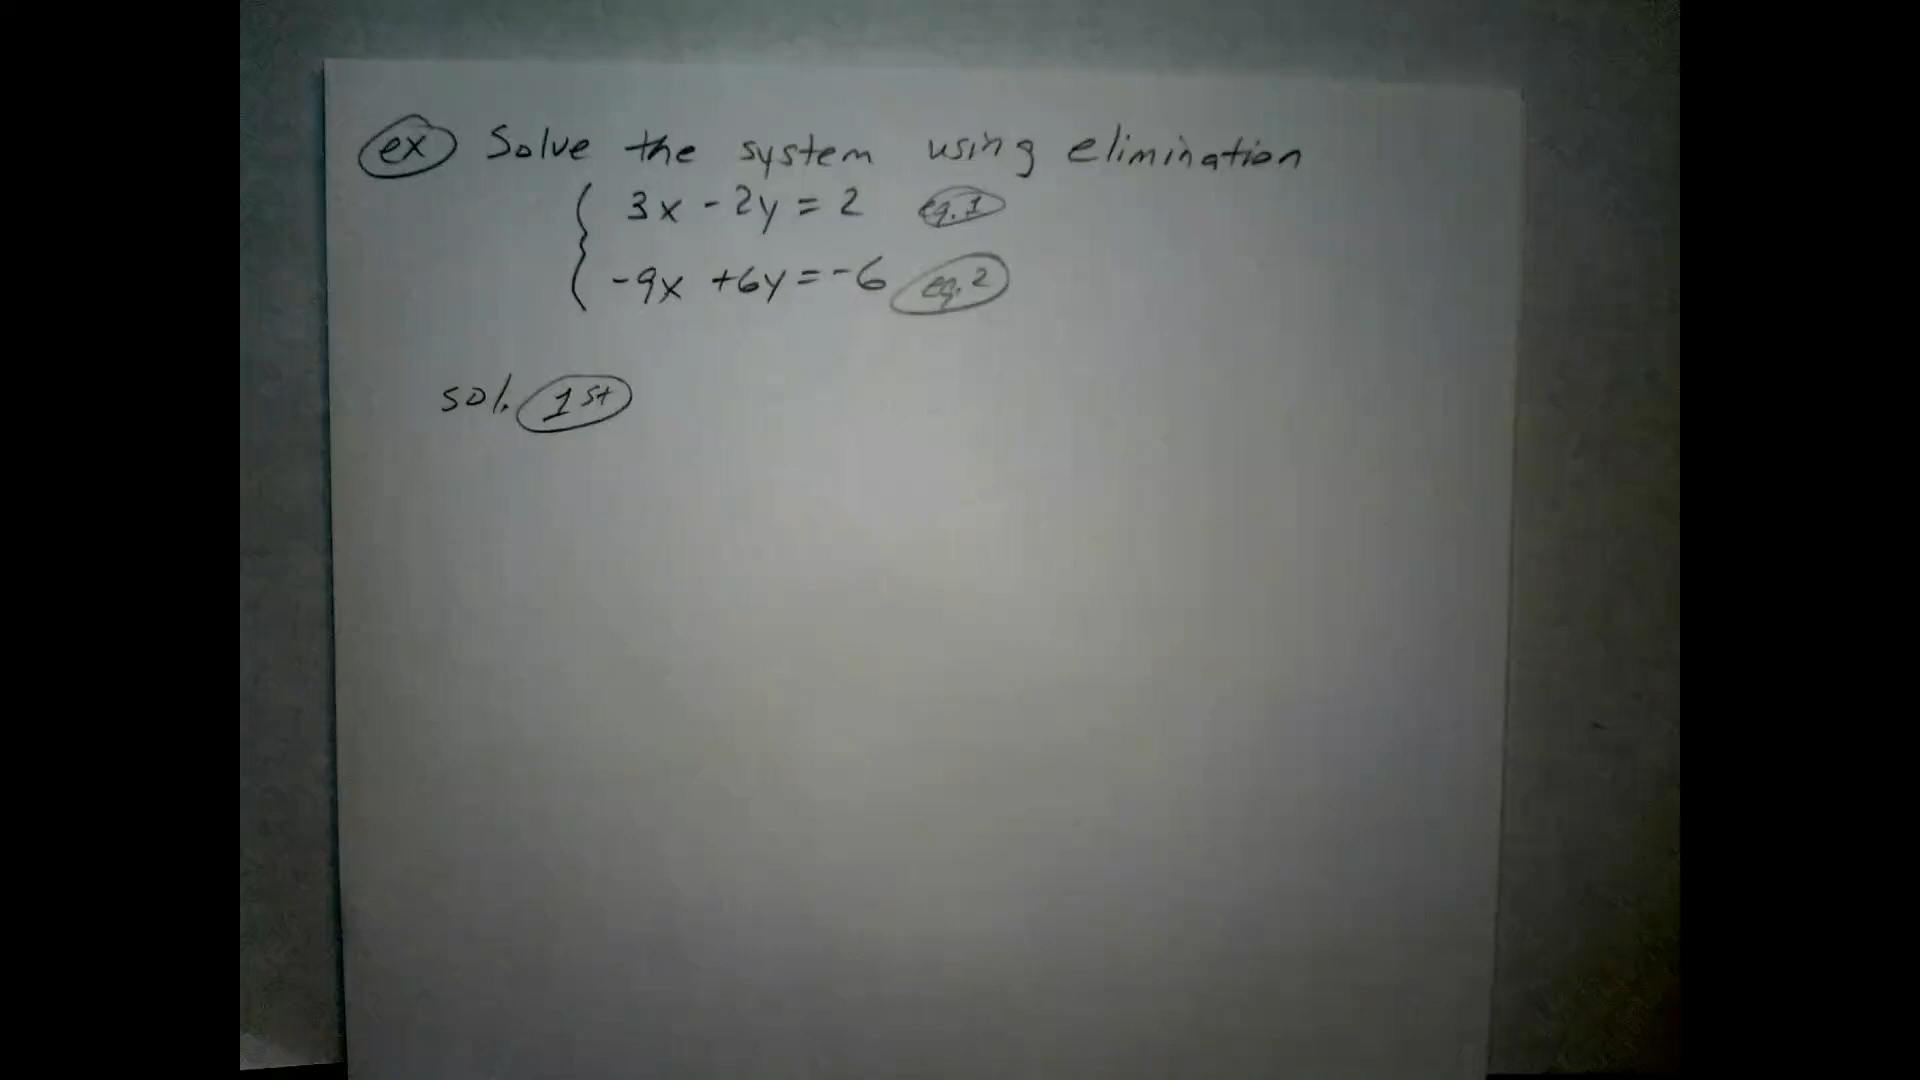 ex Solve the system using elimination
3x - 2y = 2 eq. 1
-9x + 6y = -6 eq. 2
sol. 1st